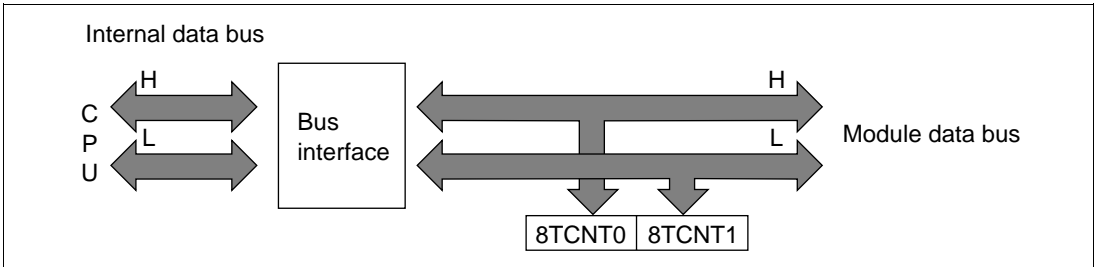 Internal data bus
H
H
C
P
U
L
Bus
interface
L
Module data bus
8TCNT0 8TCNT1